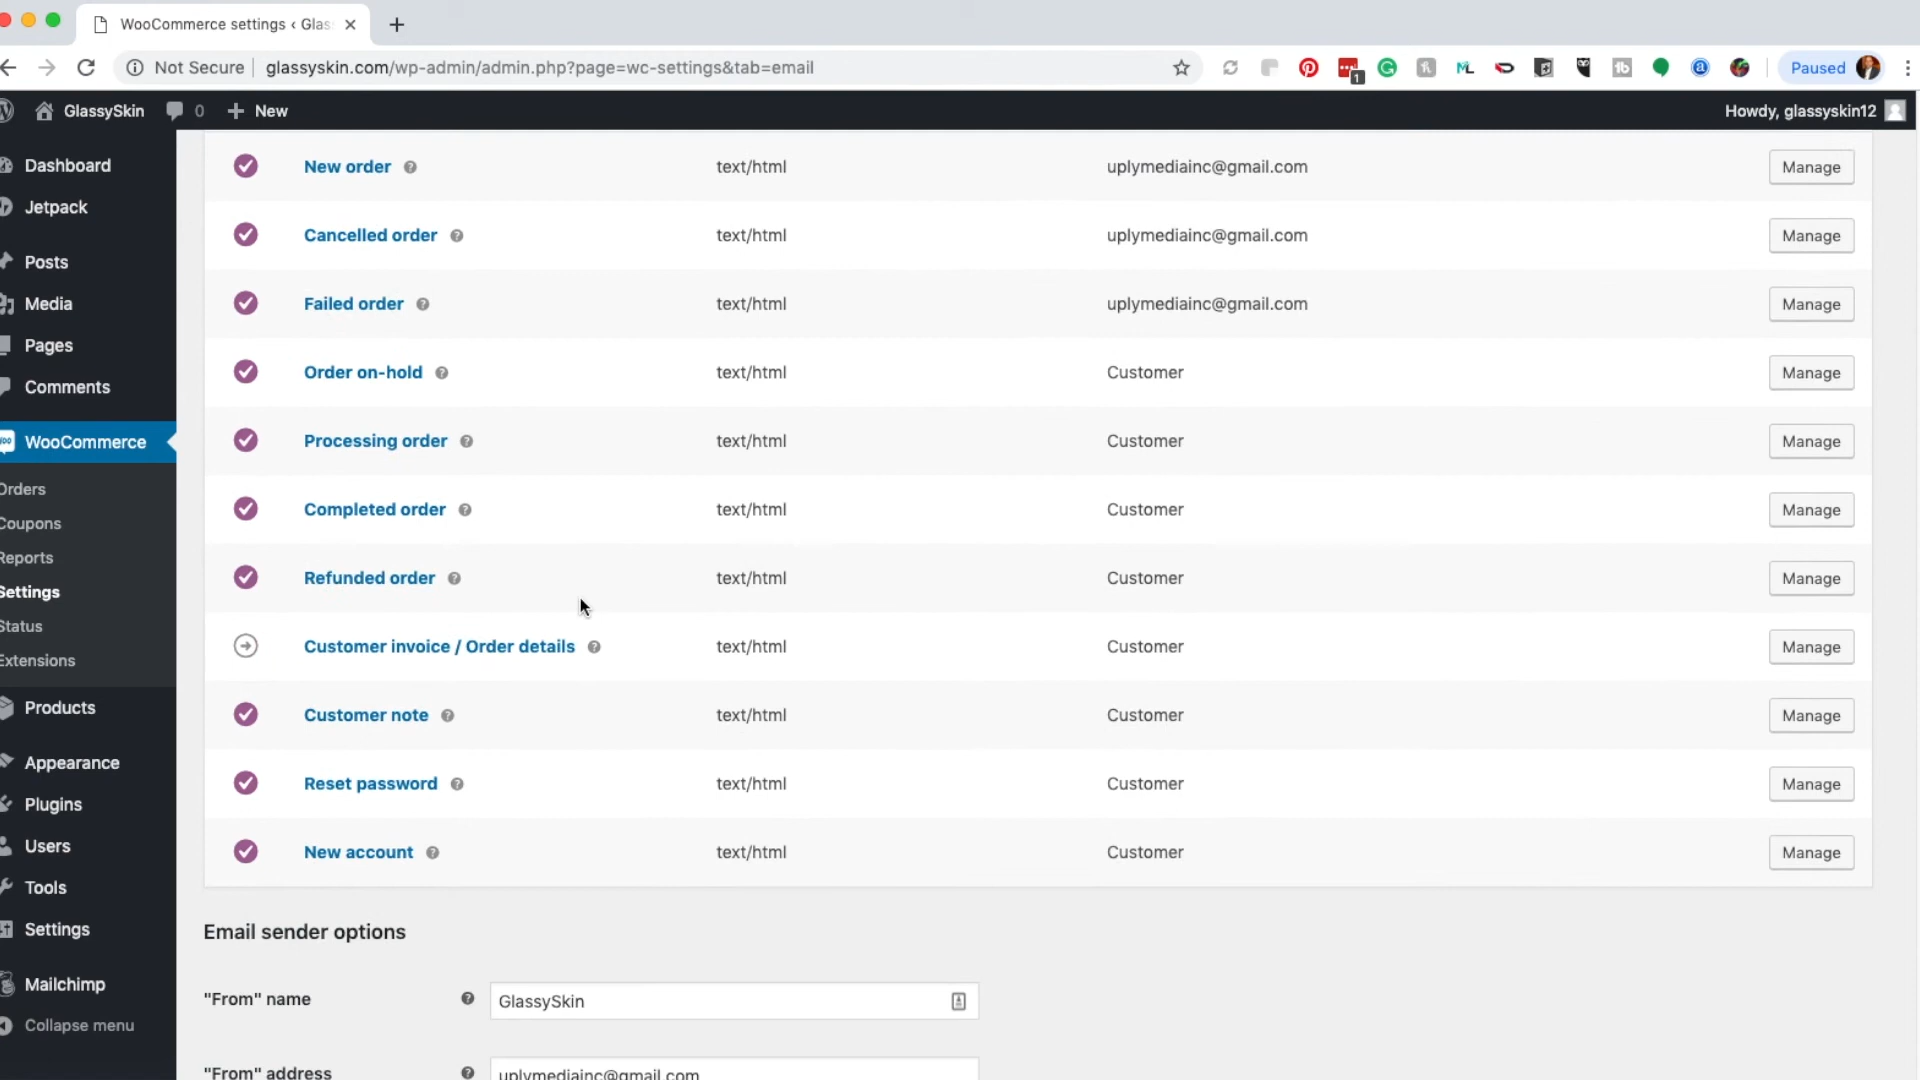 WooCommerce settings ‹ Glas
Not Secure glassyskin.com/wp-admin/admin.php?page=wc-settings&tab=email
1
Paused
GlassySkin 0 New
Howdy, glassyskin12
Dashboard
Jetpack
Posts
Media
Pages
Comments
WooCommerce
Orders
Coupons
Reports
Settings
Status
Extensions
Products
Appearance
Plugins
Users
Tools
Settings
Mailchimp
Collapse menu
New order text/html uplymediainc@gmail.com Manage
Cancelled order text/html uplymediainc@gmail.com Manage
Failed order text/html uplymediainc@gmail.com Manage
Order on-hold text/html Customer Manage
Processing order text/html Customer Manage
Completed order text/html Customer Manage
Refunded order text/html Customer Manage
Customer invoice / Order details text/html Customer Manage
Customer note text/html Customer Manage
Reset password text/html Customer Manage
New account text/html Customer Manage
Email sender options
"From" name GlassySkin
"From" address uplymediainc@gmail.com